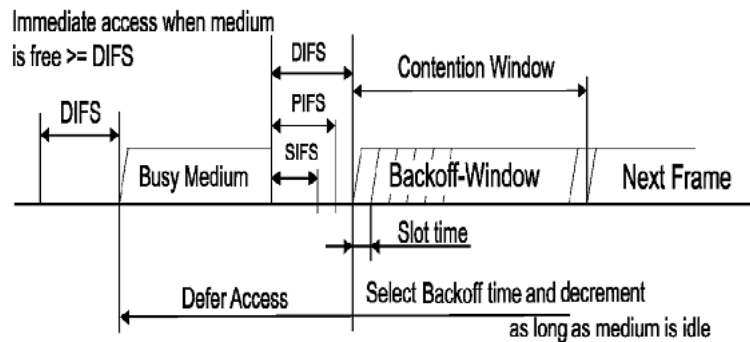 Immediate access when medium
is free >= DIFS
DIFS
DIFS
PIFS
SIFS
Contention Window
Busy Medium
Backoff-Window
Next Frame
Slot time
Defer Access
Select Backoff time and decrement
as long as medium is idle